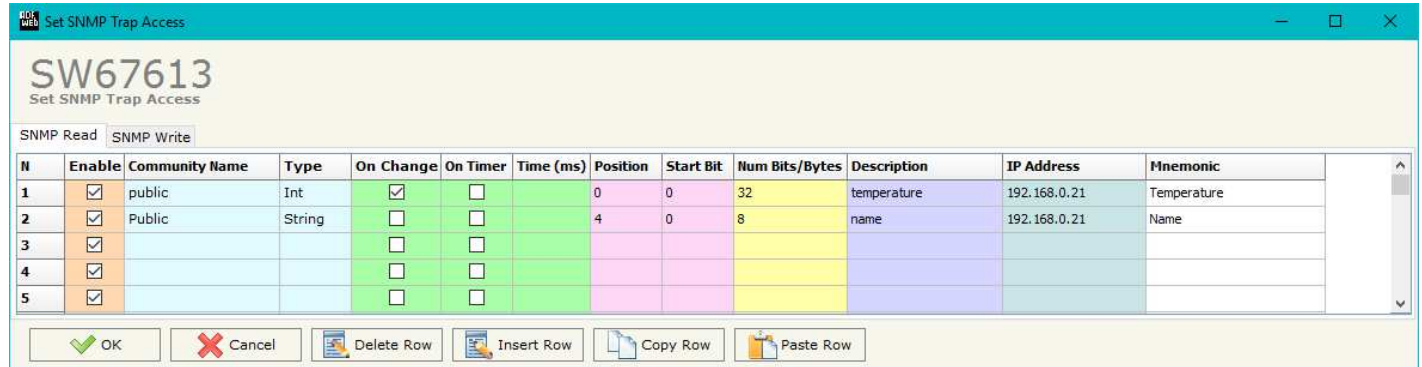 ADF WEB Set SNMP Trap Access
SW67613
Set SNMP Trap Access
SNMP Read SNMP Write
N Enable Community Name Type On Change On Timer Time (ms) Position Start Bit Num Bits/Bytes Description IP Address Mnemonic
1 public Int 0 0 32 temperature 192.168.0.21 Temperature
2 Public String 4 0 8 name 192.168.0.21 Name
3
4
5
OK Cancel Delete Row Insert Row Copy Row Paste Row